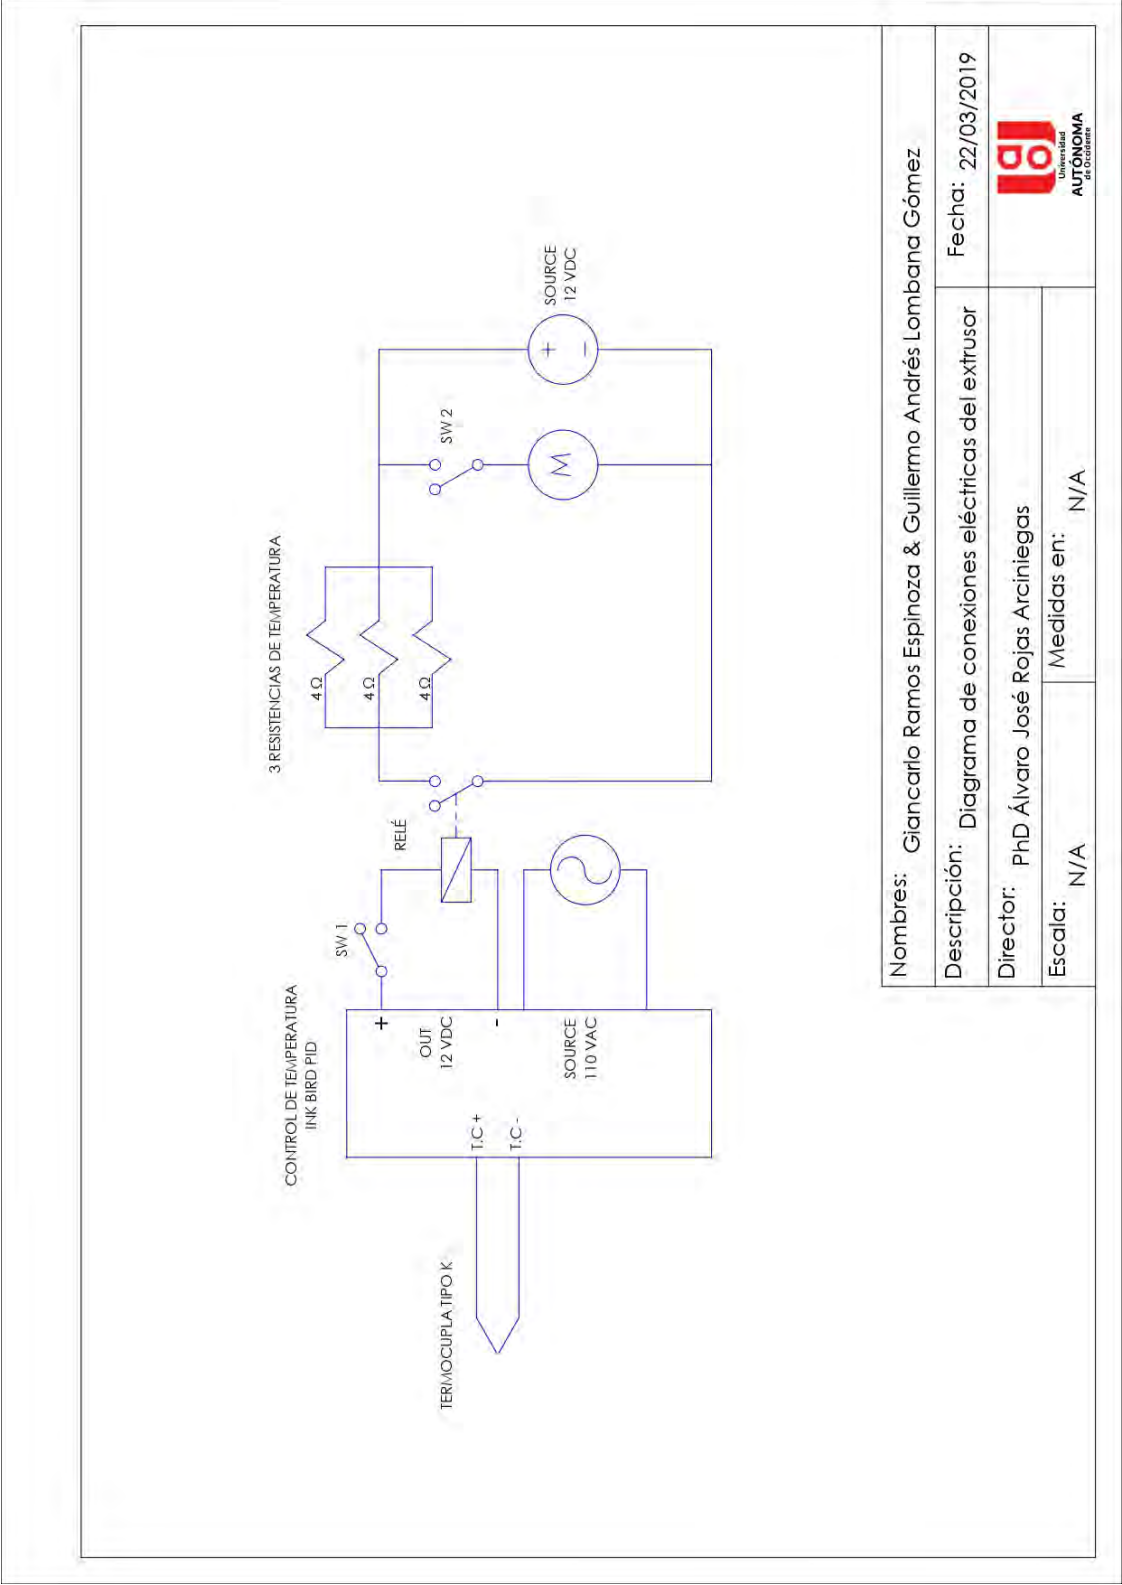 3 RESISTENCIAS DE TEMPERATURA
CONTROL DE TEMPERATURA
INK BIRD PID
SW 1
RELÉ
4 Ω
4 Ω
4 Ω
SW 2
SOURCE
12 VDC
+
-
M
+
OUT
12 VDC
-
SOURCE
110 VAC
T.C +
T.C -
TERMOCUPLA TIPO K
Nombres: Giancarlo Ramos Espinoza & Guillermo Andrés Lombana Gómez
Descripción: Diagrama de conexiones eléctricas del extrusor
Fecha: 22/03/2019
Director: PhD Álvaro José Rojas Arciniegas
Escala: N/A
Medidas en: N/A
Universidad
AUTÓNOMA
de Occidente